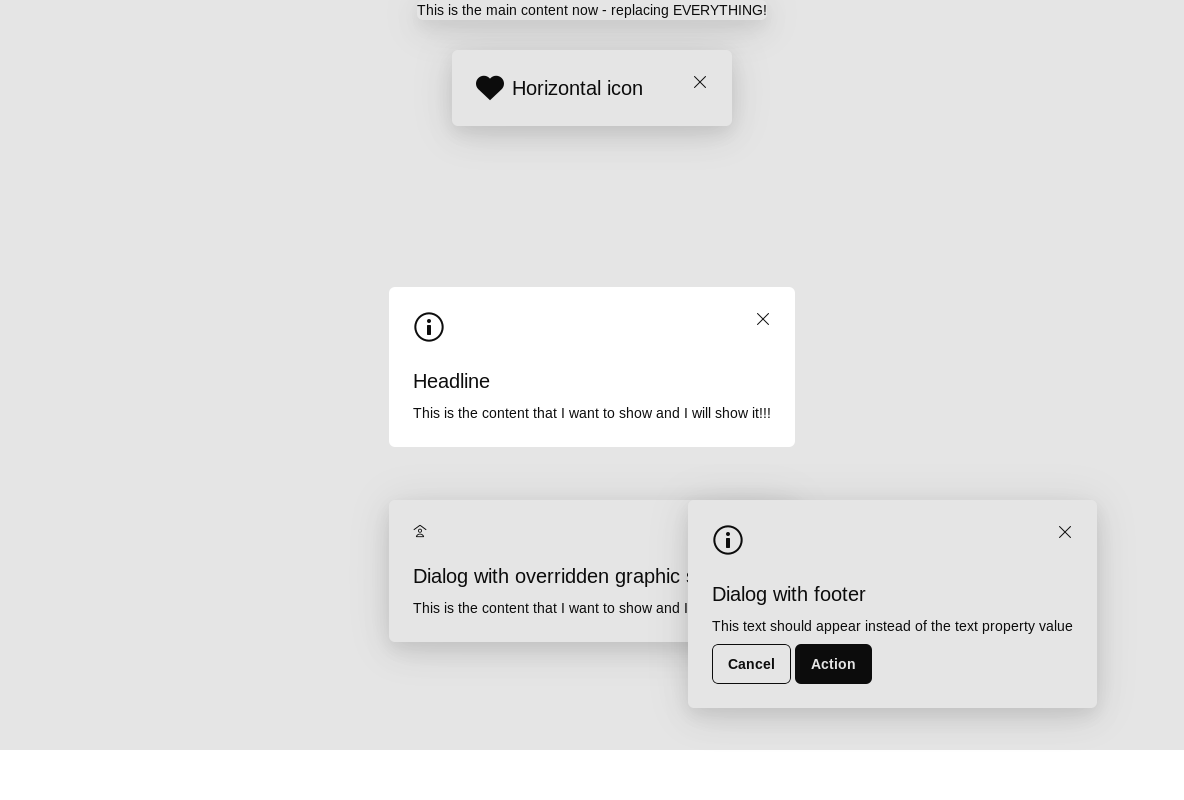 This is the main content now - replacing EVERYTHING!
Horizontal icon
Headline
This is the content that I want to show and I will show it!!!
Dialog with overridden graphic
This is the content that I want to show and I
Dialog with footer
This text should appear instead of the text property value
Cancel
Action